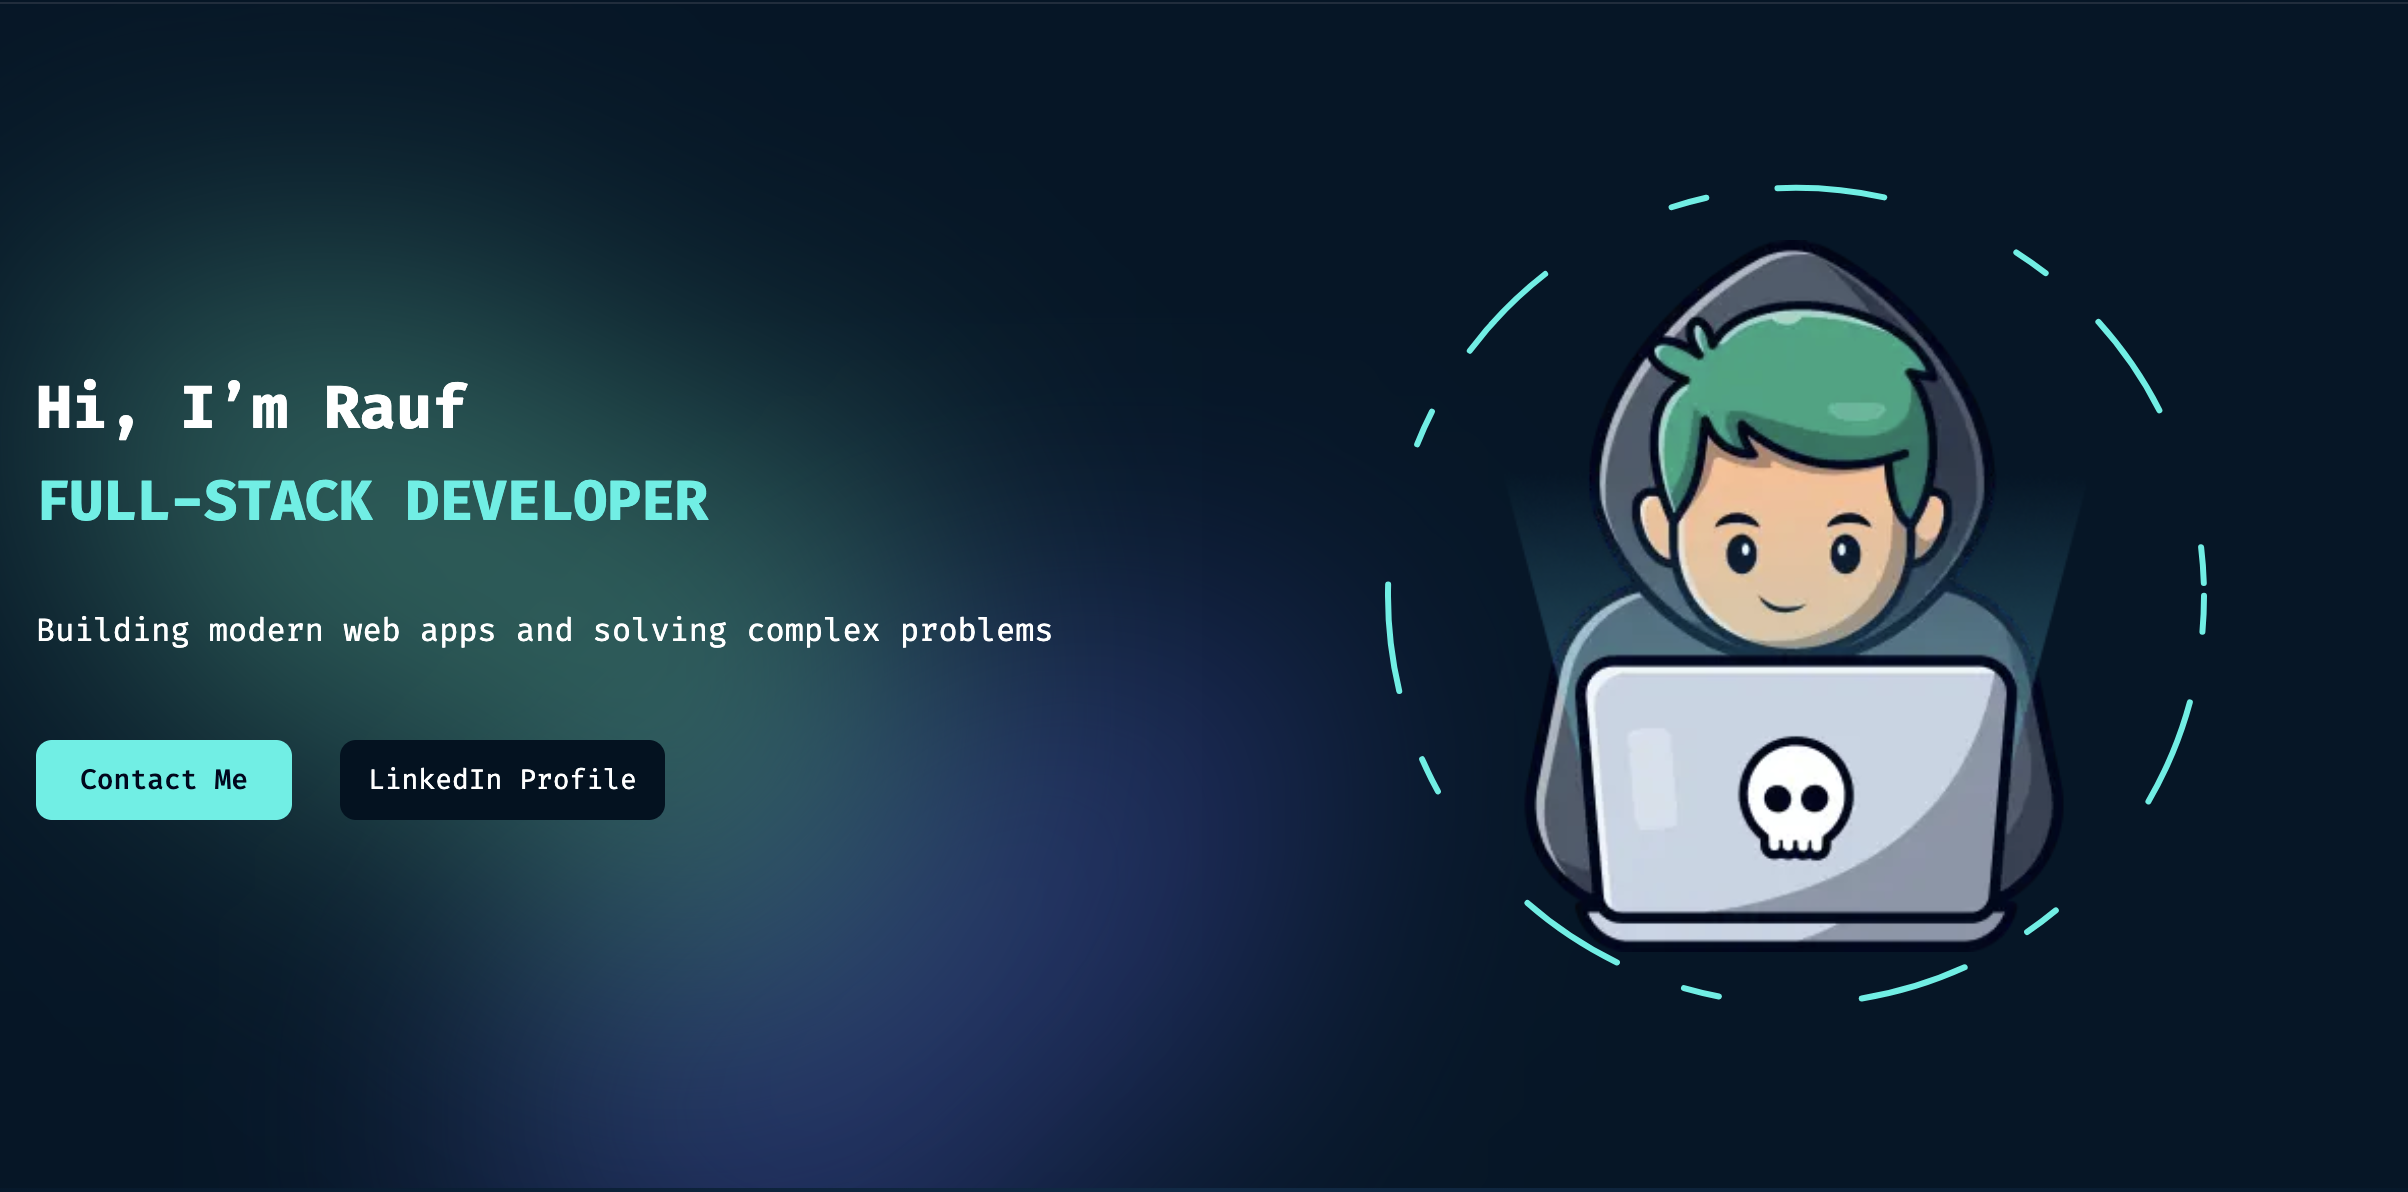 Hi, I’m Rauf
FULL-STACK DEVELOPER
Building modern web apps and solving complex problems
Contact Me
LinkedIn Profile